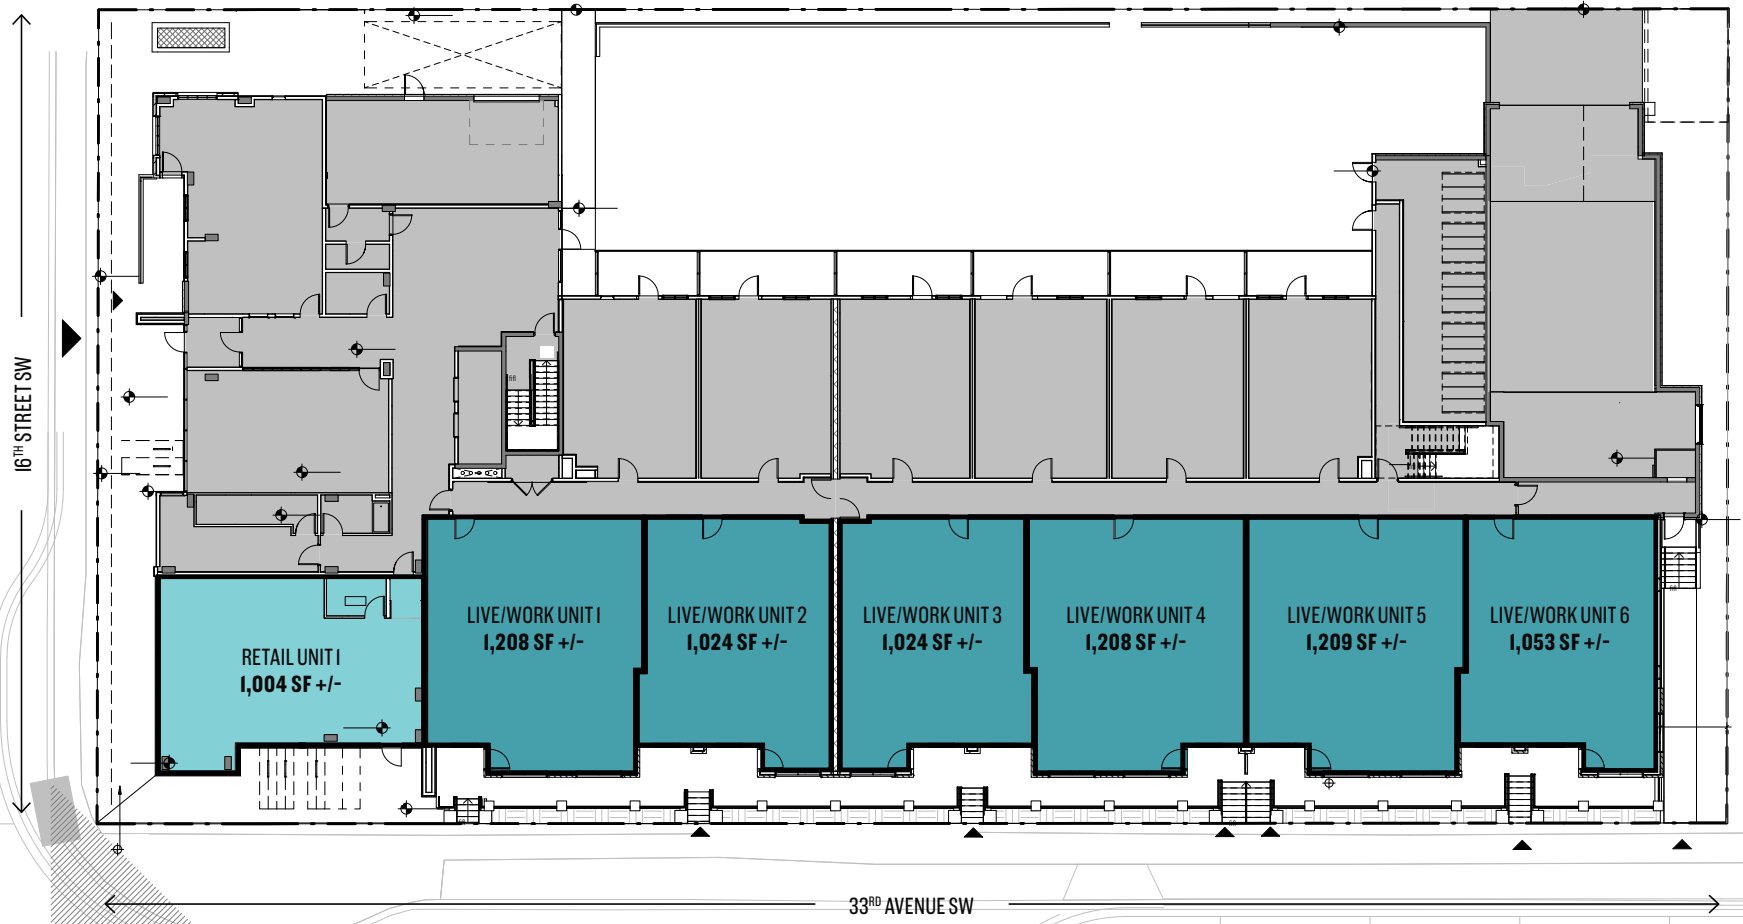 16TH STREET SW
LIVE/WORK UNIT 1
1,208 SF +/-
LIVE/WORK UNIT 2
1,024 SF +/-
LIVE/WORK UNIT 3
1,024 SF +/-
LIVE/WORK UNIT 4
1,208 SF +/-
LIVE/WORK UNIT 5
1,209 SF +/-
LIVE/WORK UNIT 6
1,053 SF +/-
RETAIL UNIT 1
1,004 SF +/-
33RD AVENUE SW